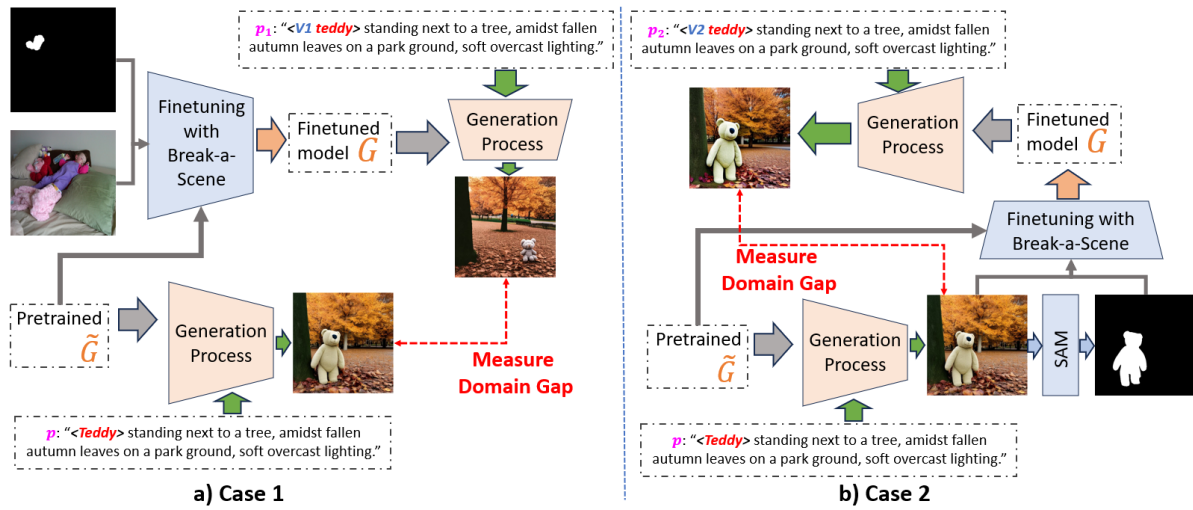 p₁: “<V1 teddy> standing next to a tree, amidst fallen
autumn leaves on a park ground, soft overcast lighting.”
Finetuning
with
Break-a-
Scene
Finetuned
model G
Generation
Process
Pretrained
G̃
Generation
Process
Measure
Domain Gap
p: “<Teddy> standing next to a tree, amidst fallen
autumn leaves on a park ground, soft overcast lighting.”
a) Case 1
p₂: “<V2 teddy> standing next to a tree, amidst fallen
autumn leaves on a park ground, soft overcast lighting.”
Generation
Process
Finetuned
model G
Finetuning with
Break-a-Scene
Measure
Domain Gap
Pretrained
G̃
Generation
Process
SAM
p: “<Teddy> standing next to a tree, amidst fallen
autumn leaves on a park ground, soft overcast lighting.”
b) Case 2